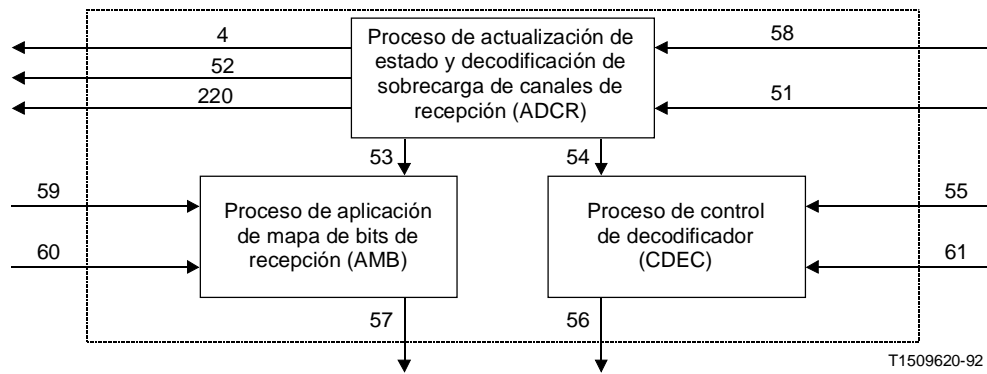 4
52
220
Proceso de actualización de
estado y decodificación de
sobrecarga de canales de
recepción (ADCR)
58
51
53
54
59
60
Proceso de aplicación
de mapa de bits de
recepción (AMB)
Proceso de control
de decodificador
(CDEC)
55
61
57
56
T1509620-92